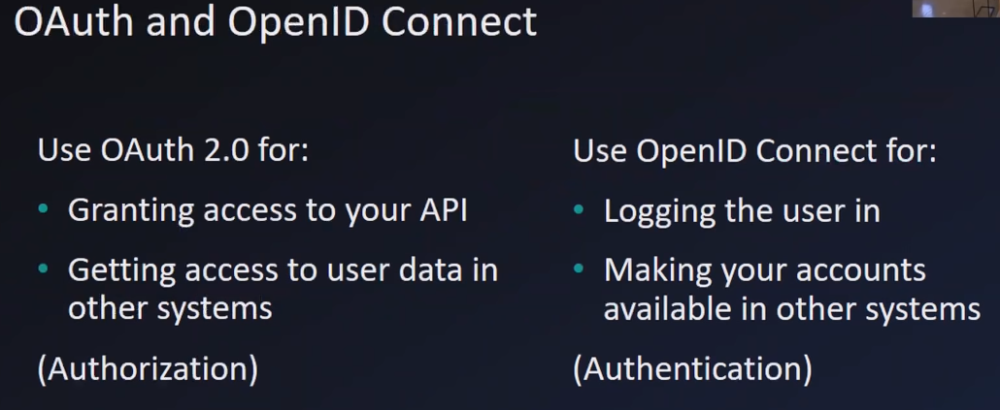 OAuth and OpenID Connect
Use OAuth 2.0 for:
• Granting access to your API
• Getting access to user data in
other systems
(Authorization)
Use OpenID Connect for:
• Logging the user in
• Making your accounts
available in other systems
(Authentication)